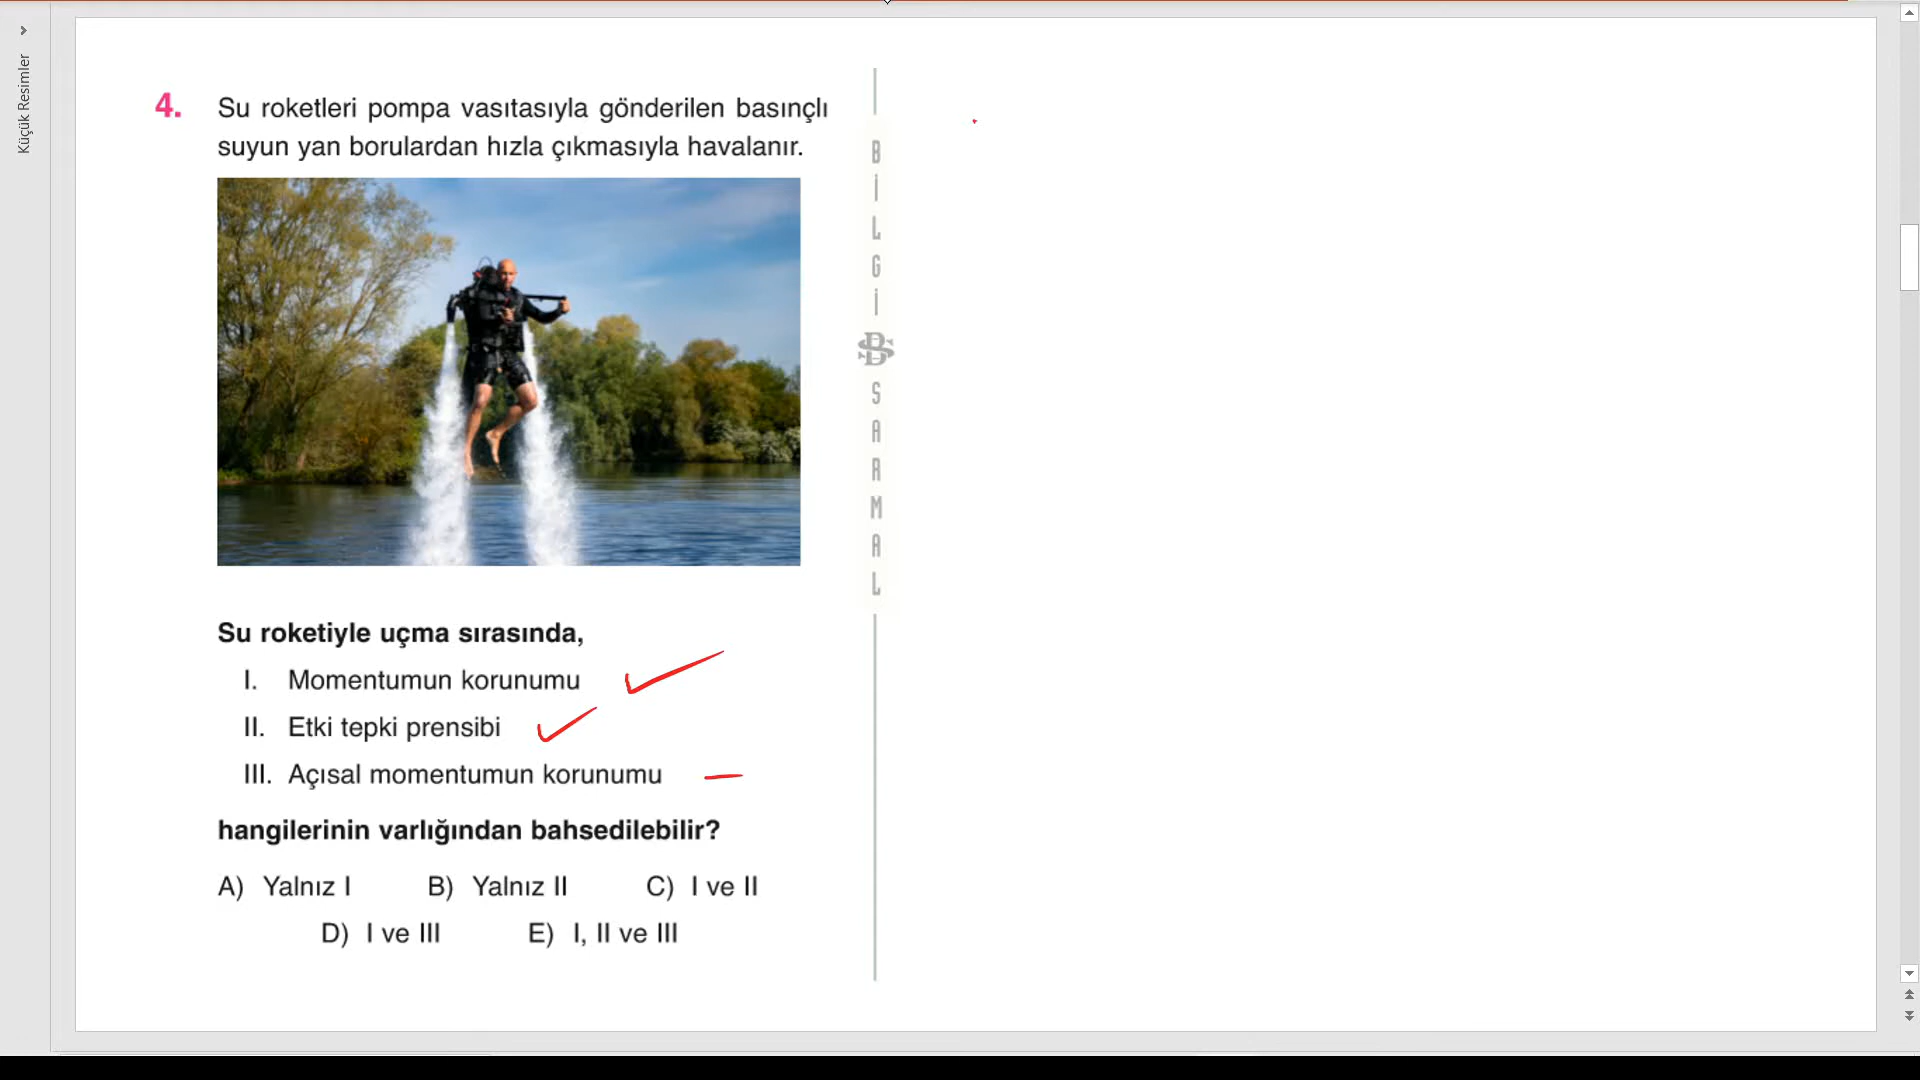 Küçük Resimler
4. Su roketleri pompa vasıtasıyla gönderilen basınçlı
suyun yan borulardan hızla çıkmasıyla havalanır.
Su roketiyle uçma sırasında,
I. Momentumun korunumu
II. Etki tepki prensibi
III. Açısal momentumun korunumu
hangilerinin varlığından bahsedilebilir?
A) Yalnız I B) Yalnız II C) I ve II
D) I ve III E) I, II ve III
BİLGİ SARMAL